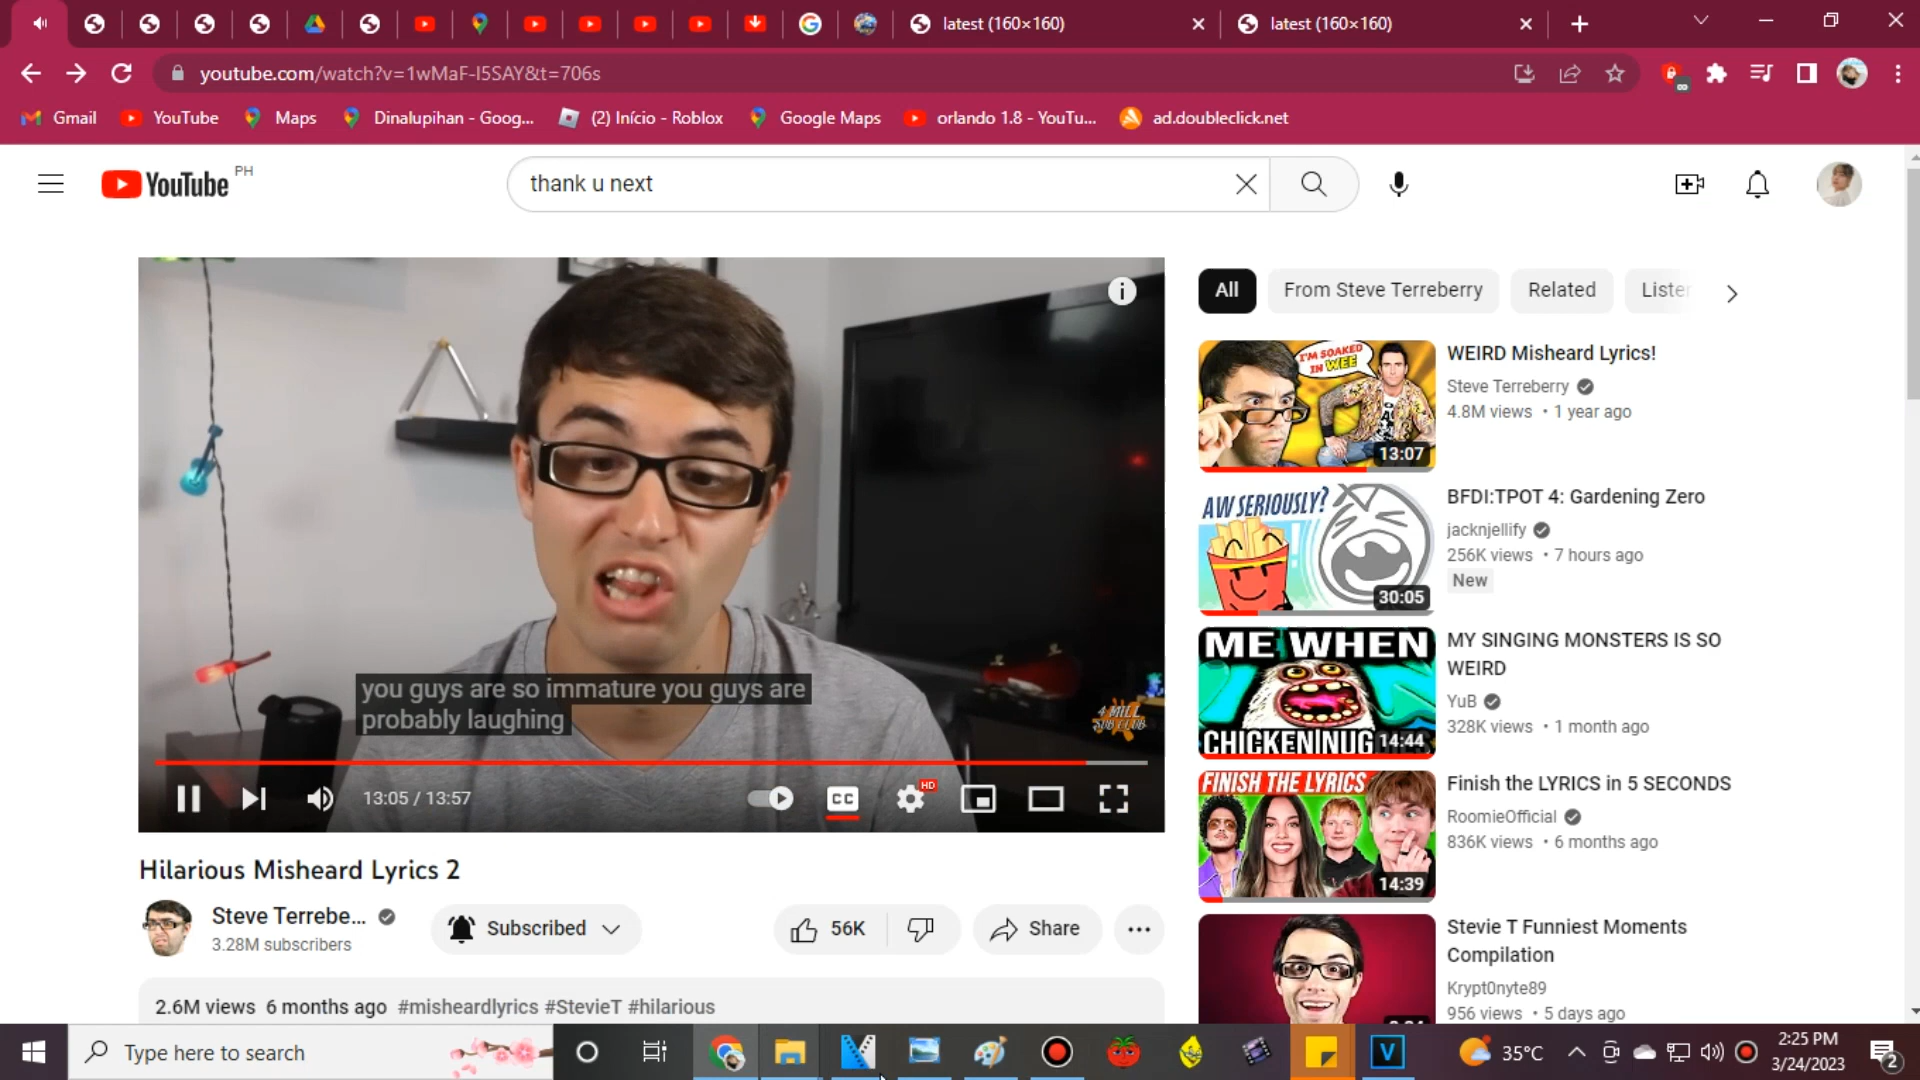 latest (160×160)
latest (160×160)
youtube.com/watch?v=1wMaF-I5SAY&t=706s
Gmail
YouTube
Maps
Dinalupihan - Goog...
(2) Início - Roblox
Google Maps
orlando 1.8 - YouTu...
ad.doubleclick.net
YouTube PH
thank u next
All
From Steve Terreberry
Related
Listen
I'M SOAKED
IN WEE
13:07
WEIRD Misheard Lyrics!
Steve Terreberry
4.8M views • 1 year ago
AW SERIOUSLY?
30:05
BFDI:TPOT 4: Gardening Zero
jacknjellify
256K views • 7 hours ago
New
ME WHEN
14:44
MY SINGING MONSTERS IS SO
WEIRD
YuB
328K views • 1 month ago
FINISH THE LYRICS
14:39
Finish the LYRICS in 5 SECONDS
RoomieOfficial
836K views • 6 months ago
Stevie T Funniest Moments
Compilation
Krypt0nyte89
956 views • 5 days ago
you guys are so immature you guys are
probably laughing
4 MILL
SUB CLUB
13:05 / 13:57
CC
HD
Hilarious Misheard Lyrics 2
Steve Terrebe...
3.28M subscribers
Subscribed
56K
Share
2.6M views 6 months ago #misheardlyrics #StevieT #hilarious
Type here to search
V
35°C
2:25 PM
3/24/2023
2